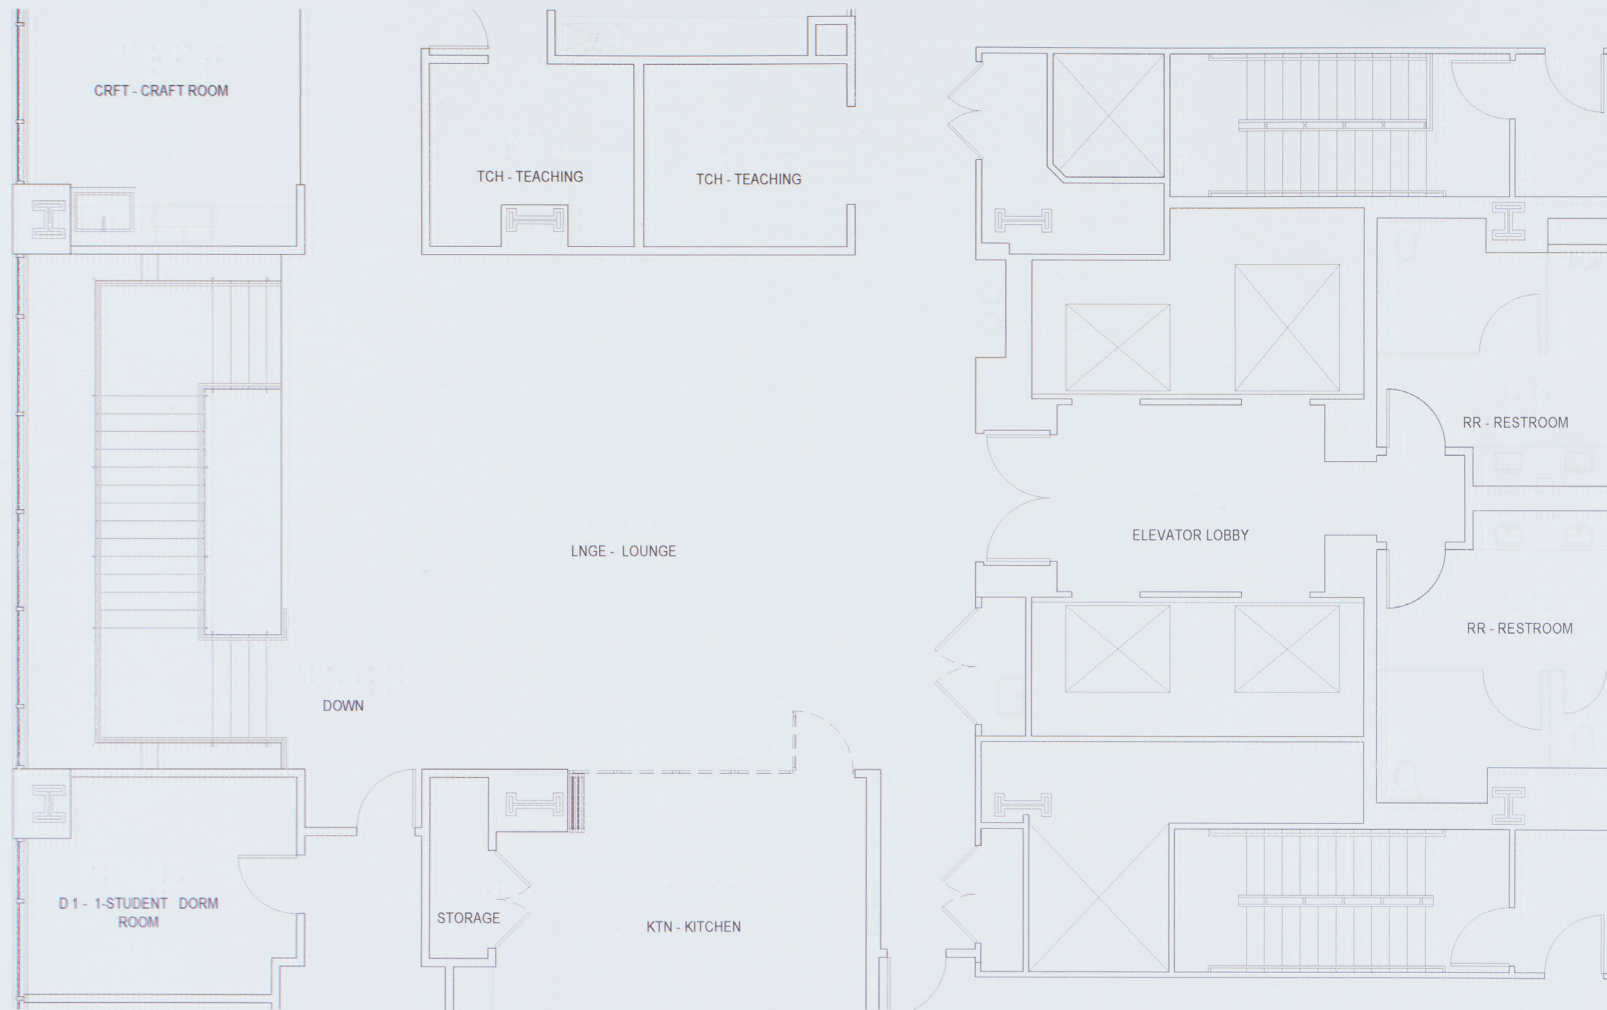 CRFT - CRAFT ROOM
TCH - TEACHING
TCH - TEACHING
RR - RESTROOM
ELEVATOR LOBBY
LNGE - LOUNGE
RR - RESTROOM
DOWN
D 1 - 1-STUDENT DORM
ROOM
STORAGE
KTN - KITCHEN